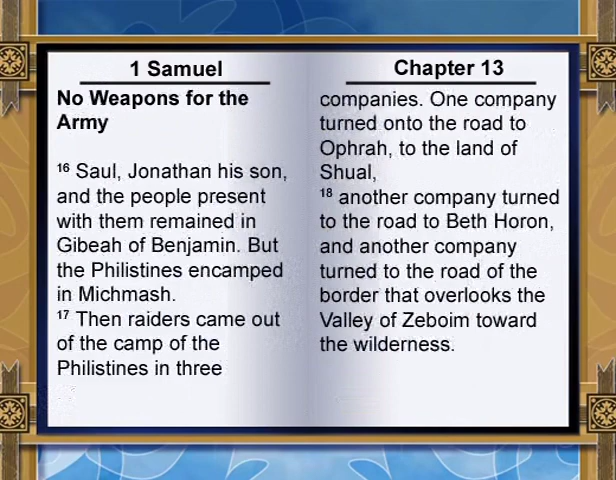 1 Samuel
No Weapons for the
Army
16 Saul, Jonathan his son,
and the people present
with them remained in
Gibeah of Benjamin. But
the Philistines encamped
in Michmash.
17 Then raiders came out
of the camp of the
Philistines in three
Chapter 13
companies. One company
turned onto the road to
Ophrah, to the land of
Shual,
18 another company turned
to the road to Beth Horon,
and another company
turned to the road of the
border that overlooks the
Valley of Zeboim toward
the wilderness.